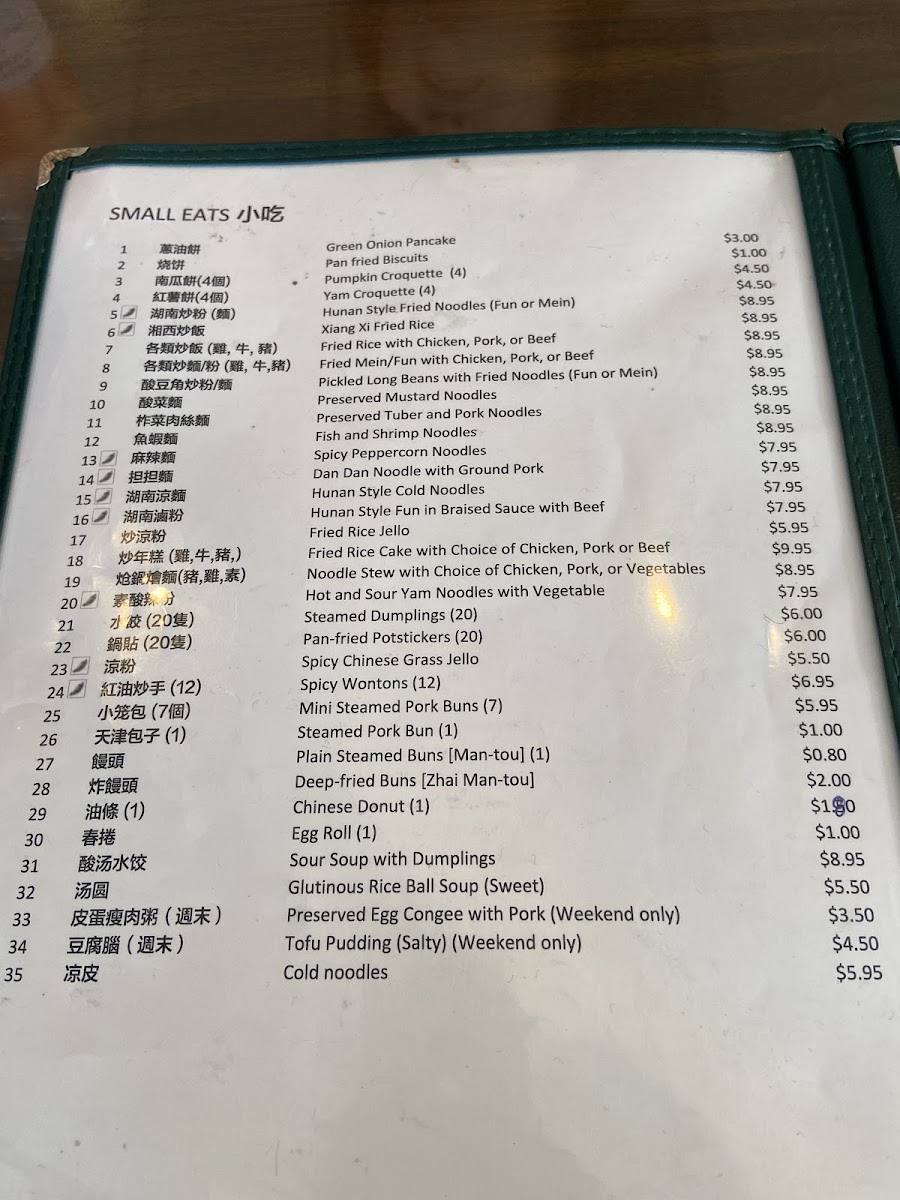 SMALL EATS 小吃
1 蔥油餅 Green Onion Pancake $3.00
2 烧饼 Pan fried Biscuits $1.00
3 南瓜餅(4個) Pumpkin Croquette (4) $4.50
4 紅薯餅(4個) Yam Croquette (4) $4.50
5 湖南炒粉 (麵) Hunan Style Fried Noodles (Fun or Mein) $8.95
6 湘西炒飯 Xiang Xi Fried Rice $8.95
7 各類炒飯 (雞, 牛, 豬) Fried Rice with Chicken, Pork, or Beef $8.95
8 各類炒麵/粉 (雞, 牛,豬) Fried Mein/Fun with Chicken, Pork, or Beef $8.95
9 酸豆角炒粉/麵 Pickled Long Beans with Fried Noodles (Fun or Mein) $8.95
10 酸菜麵 Preserved Mustard Noodles $8.95
11 柞菜肉絲麵 Preserved Tuber and Pork Noodles $8.95
12 魚蝦麵 Fish and Shrimp Noodles $8.95
13 麻辣麵 Spicy Peppercorn Noodles $7.95
14 担担麵 Dan Dan Noodle with Ground Pork $7.95
15 湖南涼麵 Hunan Style Cold Noodles $7.95
16 湖南滷粉 Hunan Style Fun in Braised Sauce with Beef $7.95
17 炒涼粉 Fried Rice Jello $5.95
18 炒年糕 (雞,牛,豬,) Fried Rice Cake with Choice of Chicken, Pork or Beef $9.95
19 炝鍋燴麵(豬,雞,素) Noodle Stew with Choice of Chicken, Pork, or Vegetables $8.95
20 素酸辣粉 Hot and Sour Yam Noodles with Vegetable $7.95
21 水餃 (20隻) Steamed Dumplings (20) $6.00
22 鍋貼 (20隻) Pan-fried Potstickers (20) $6.00
23 涼粉 Spicy Chinese Grass Jello $5.50
24 紅油炒手 (12) Spicy Wontons (12) $6.95
25 小笼包 (7個) Mini Steamed Pork Buns (7) $5.95
26 天津包子 (1) Steamed Pork Bun (1) $1.00
27 饅頭 Plain Steamed Buns [Man-tou] (1) $0.80
28 炸饅頭 Deep-fried Buns [Zhai Man-tou] $2.00
29 油條 (1) Chinese Donut (1) $1.50
30 春捲 Egg Roll (1) $1.00
31 酸汤水饺 Sour Soup with Dumplings $8.95
32 汤圆 Glutinous Rice Ball Soup (Sweet) $5.50
33 皮蛋瘦肉粥 ( 週末 ) Preserved Egg Congee with Pork (Weekend only) $3.50
34 豆腐腦 ( 週末 ) Tofu Pudding (Salty) (Weekend only) $4.50
35 凉皮 Cold noodles $5.95